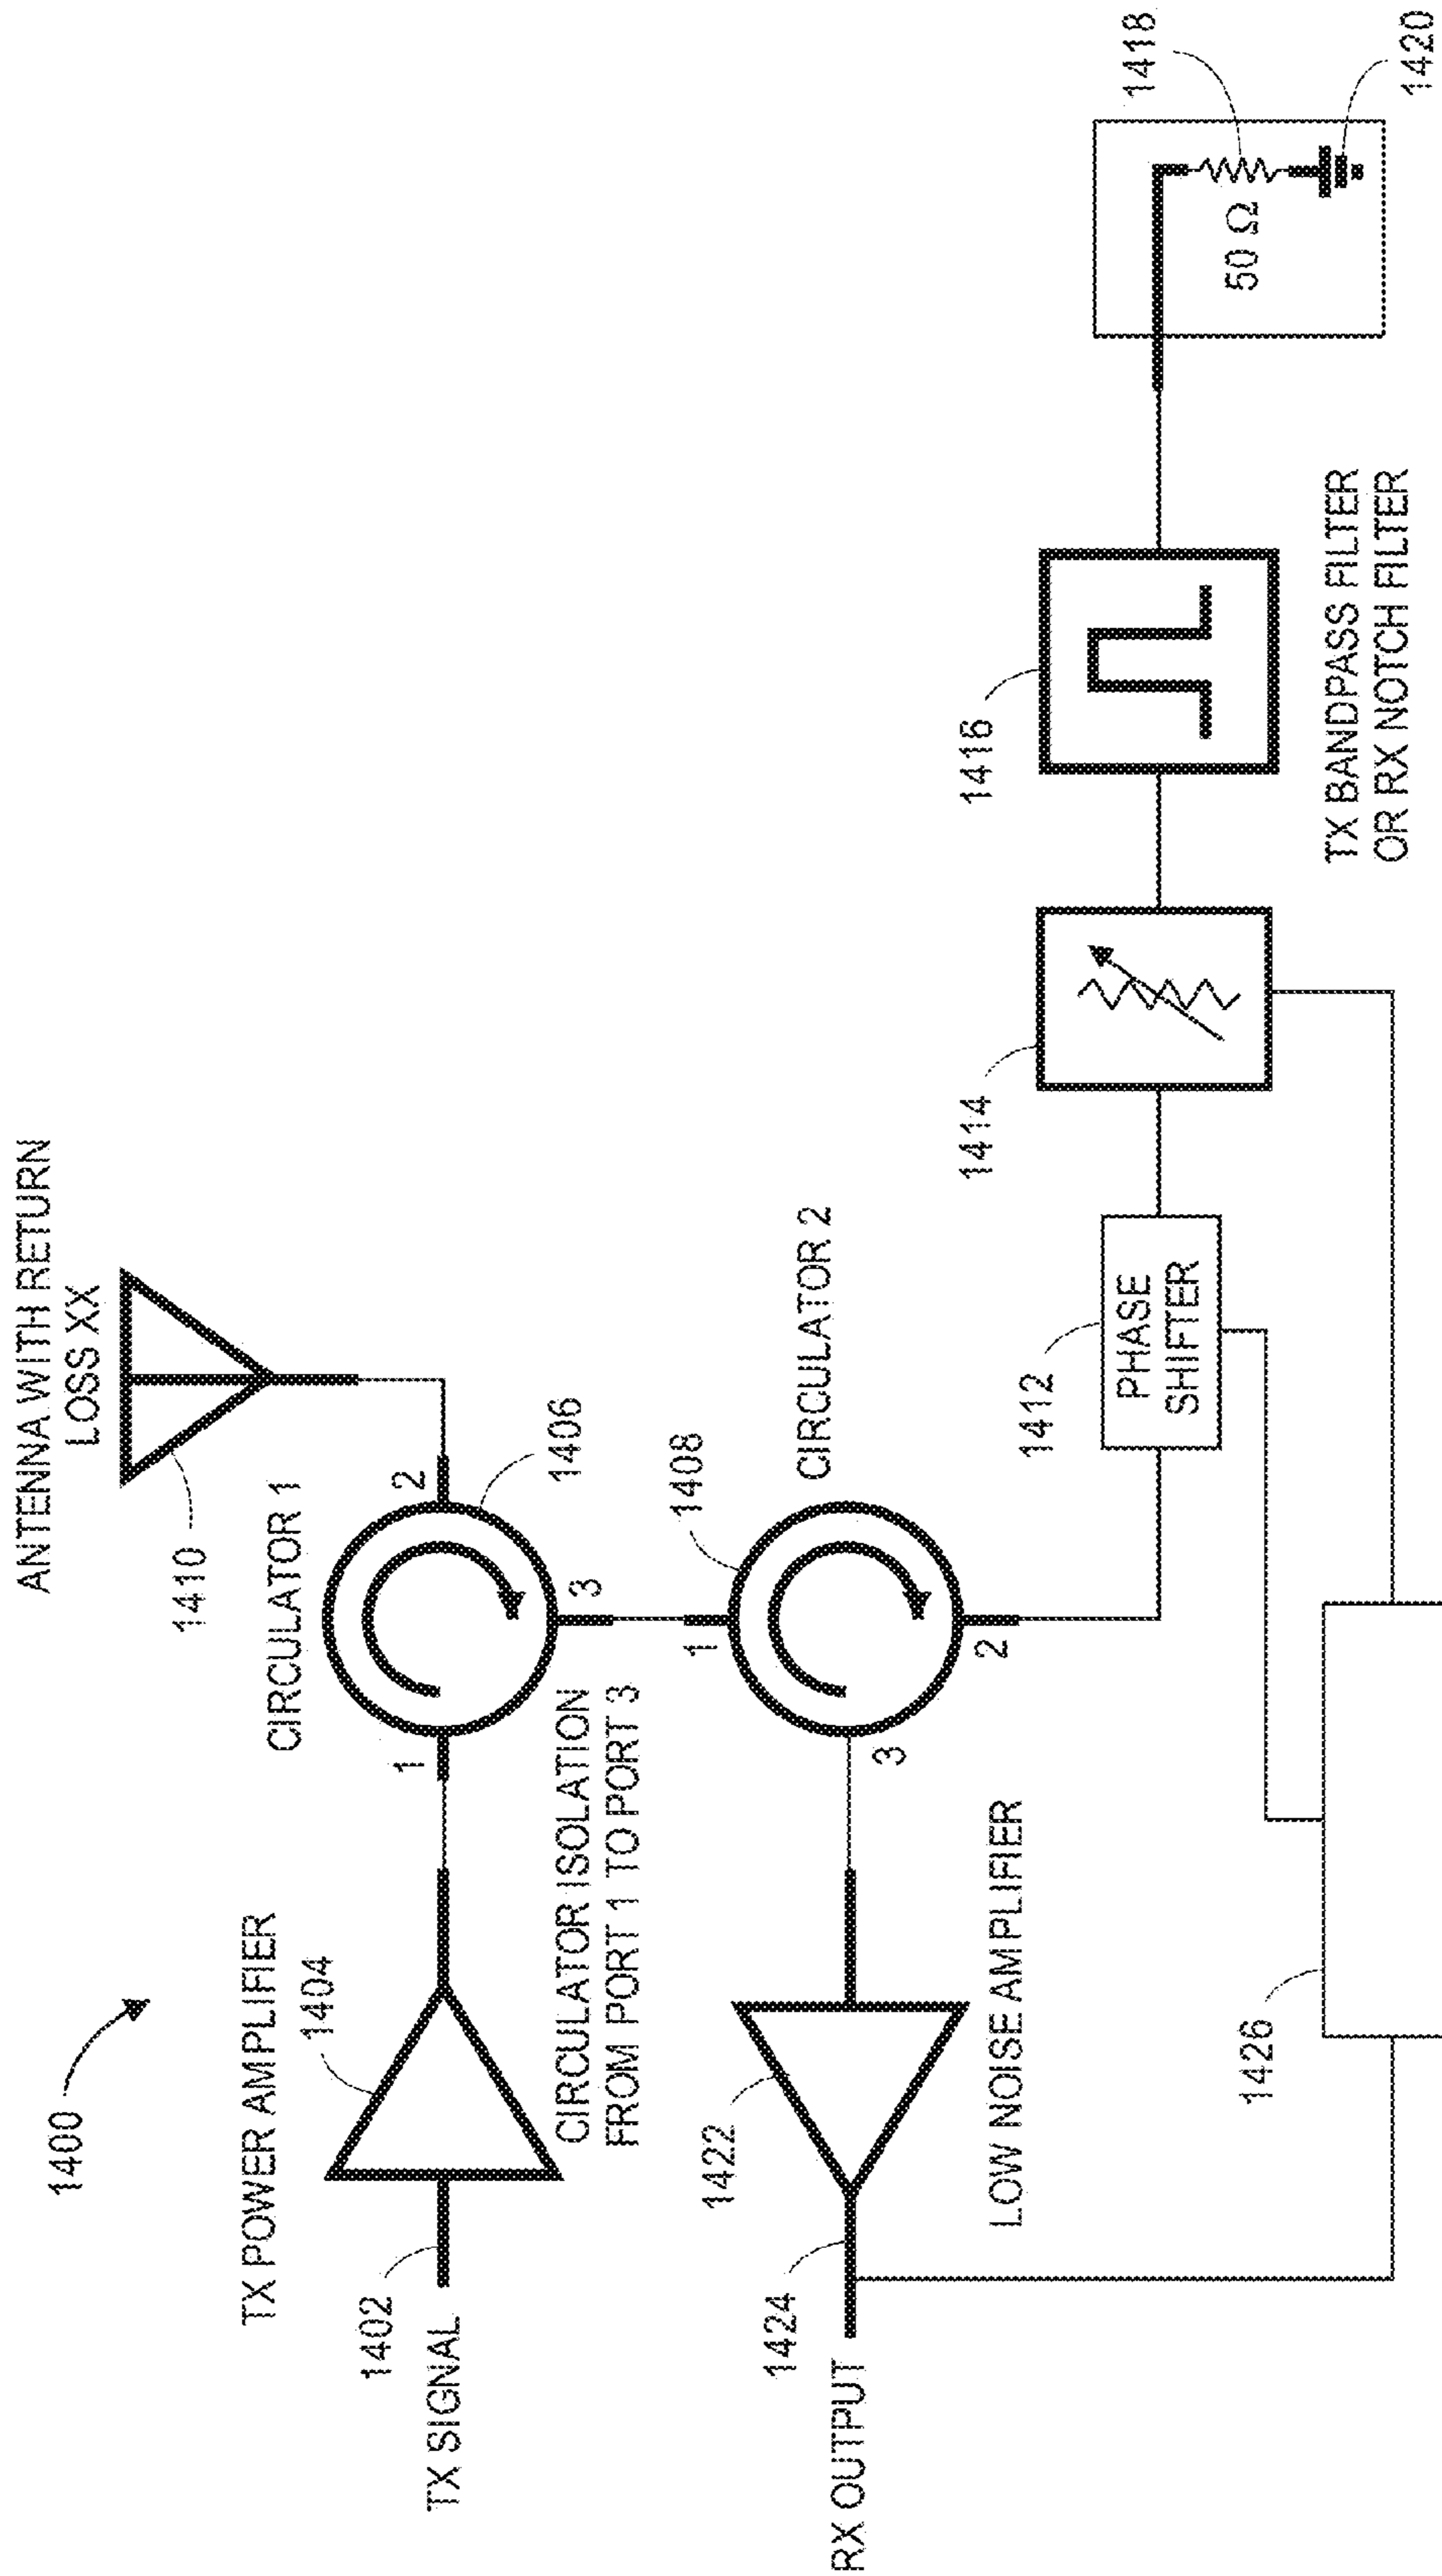 1400
ANTENNA WITH RETURN
LOSS XX
1410
TX POWER AMPLIFIER
1404
CIRCULATOR 1
1402
TX SIGNAL
1
2
3
1406
CIRCULATOR ISOLATION
FROM PORT 1 TO PORT 3
1408
1
2
3
CIRCULATOR 2
1422
1424
RX OUTPUT
LOW NOISE AMPLIFIER
1412
PHASE
SHIFTER
1414
1416
TX BANDPASS FILTER
OR RX NOTCH FILTER
1418
50 Ω
1420
1426